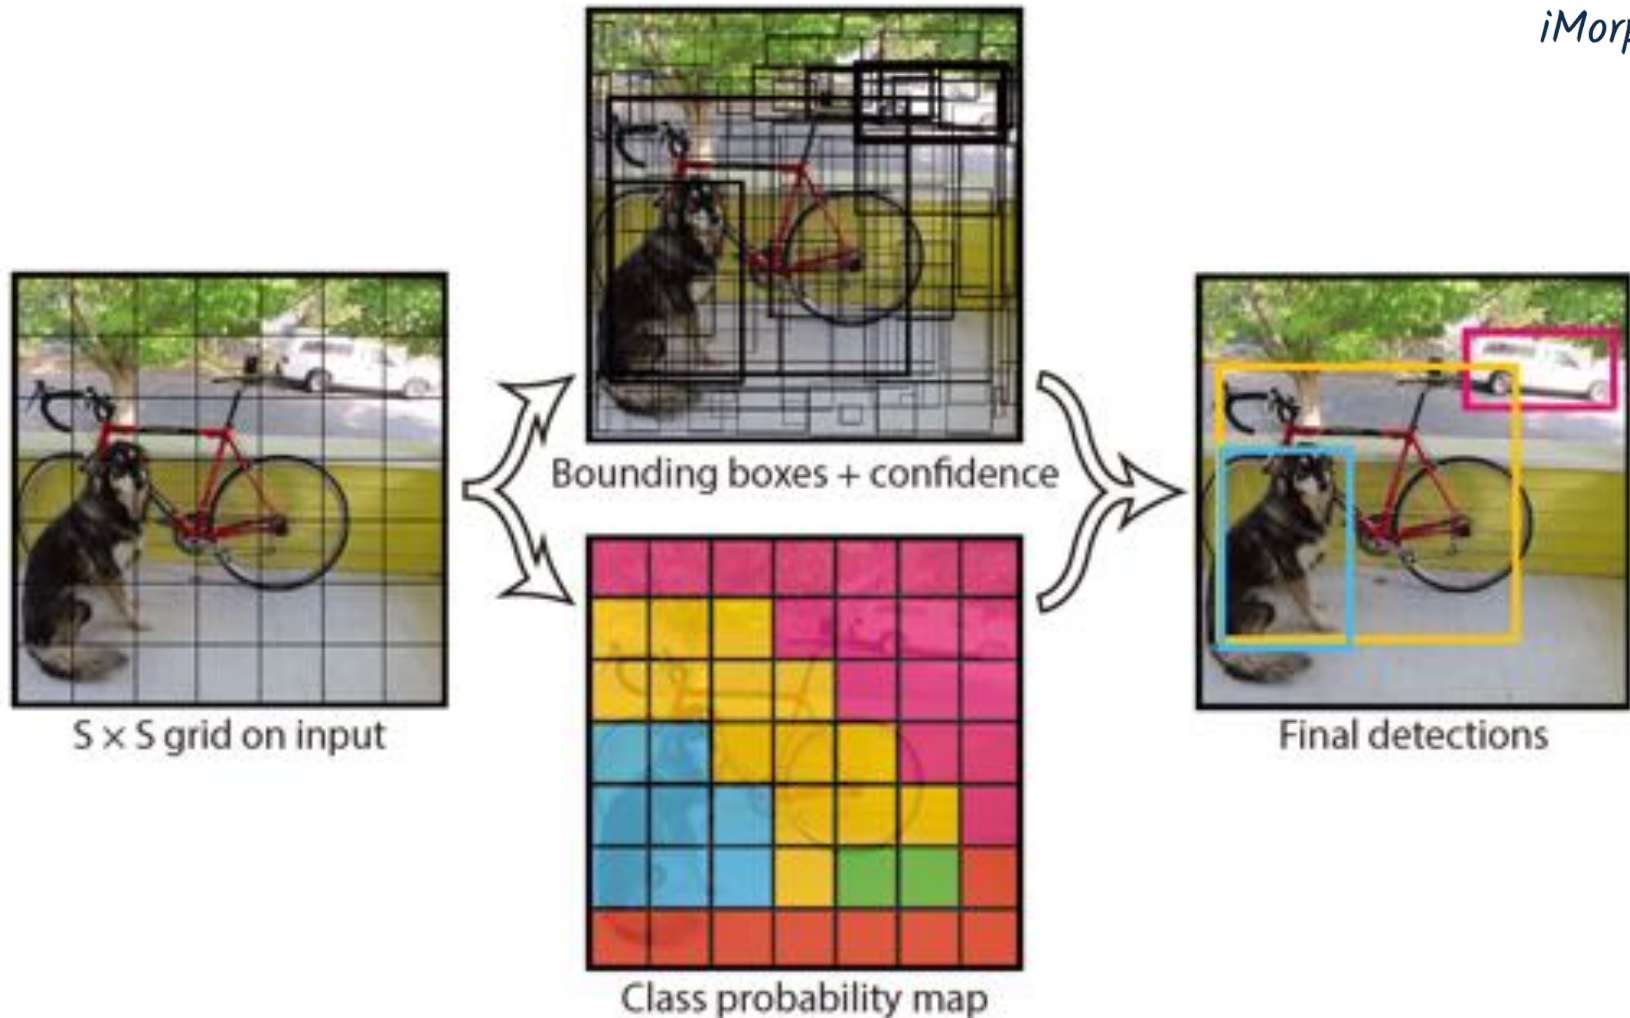 Bounding boxes + confidence
S × S grid on input
Final detections
Class probability map